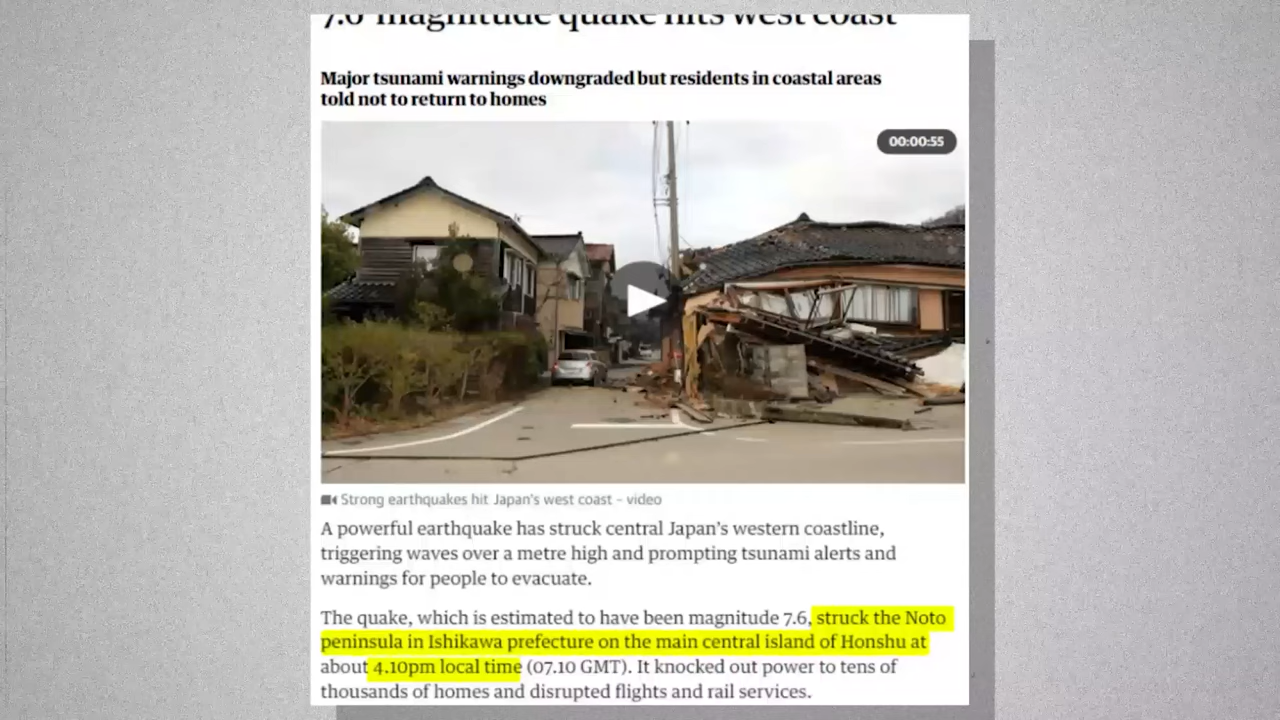 7.6 magnitude quake hits west coast
Major tsunami warnings downgraded but residents in coastal areas
told not to return to homes
00:00:55
Strong earthquakes hit Japan's west coast – video
A powerful earthquake has struck central Japan's western coastline,
triggering waves over a metre high and prompting tsunami alerts and
warnings for people to evacuate.
The quake, which is estimated to have been magnitude 7.6, struck the Noto
peninsula in Ishikawa prefecture on the main central island of Honshu at
about 4.10pm local time (07.10 GMT). It knocked out power to tens of
thousands of homes and disrupted flights and rail services.